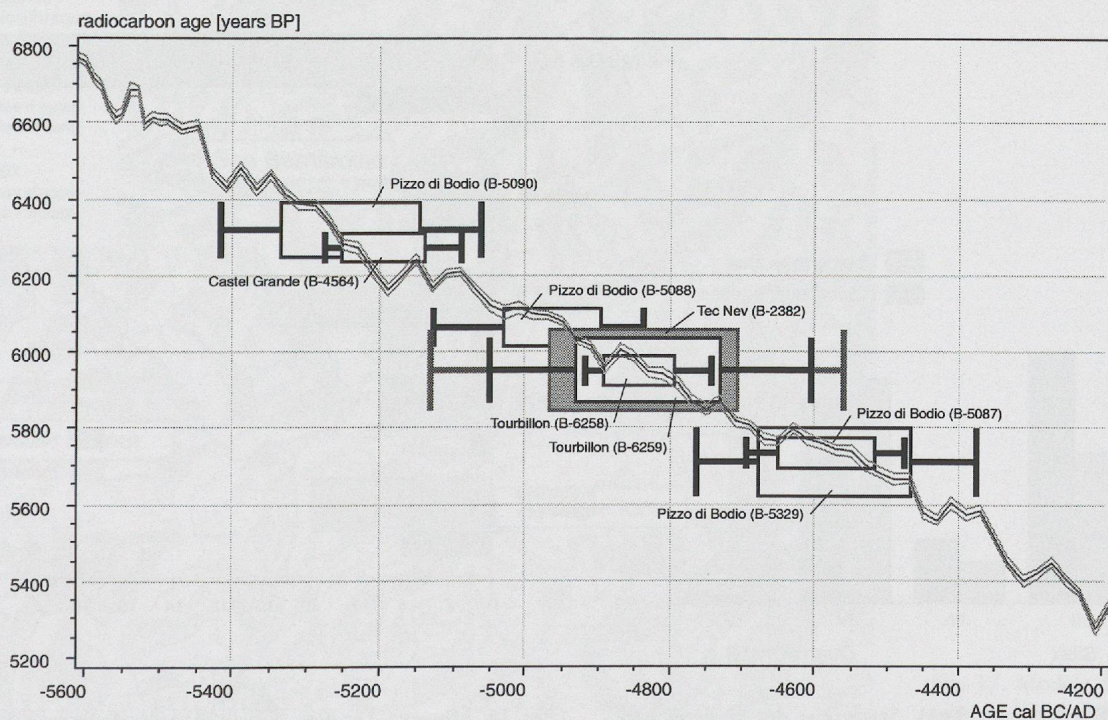 radiocarbon age [years BP]
6800
6600
6400
6200
6000
5800
5600
5400
5200
Pizzo di Bodio (B-5090)
Castel Grande (B-4564)
Pizzo di Bodio (B-5088)
Tec Nev (B-2382)
Tourbillon (B-6258)
Tourbillon (B-6259)
Pizzo di Bodio (B-5087)
Pizzo di Bodio (B-5329)
-5600 -5400 -5200 -5000 -4800 -4600 -4400 -4200
AGE cal BC/AD